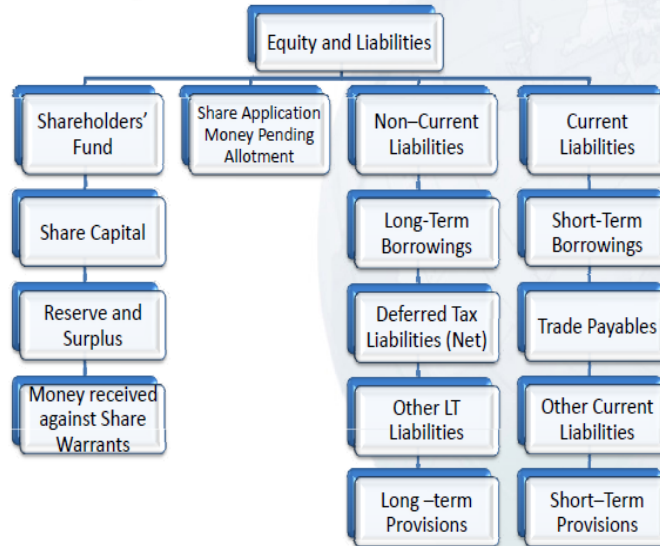 Equity and Liabilities
Shareholders'
Fund
Share Application
Money Pending
Allotment
Non–Current
Liabilities
Current
Liabilities
Share Capital
Long-Term
Borrowings
Short-Term
Borrowings
Reserve and
Surplus
Deferred Tax
Liabilities (Net)
Trade Payables
Money received
against Share
Warrants
Other LT
Liabilities
Other Current
Liabilities
Long –term
Provisions
Short–Term
Provisions